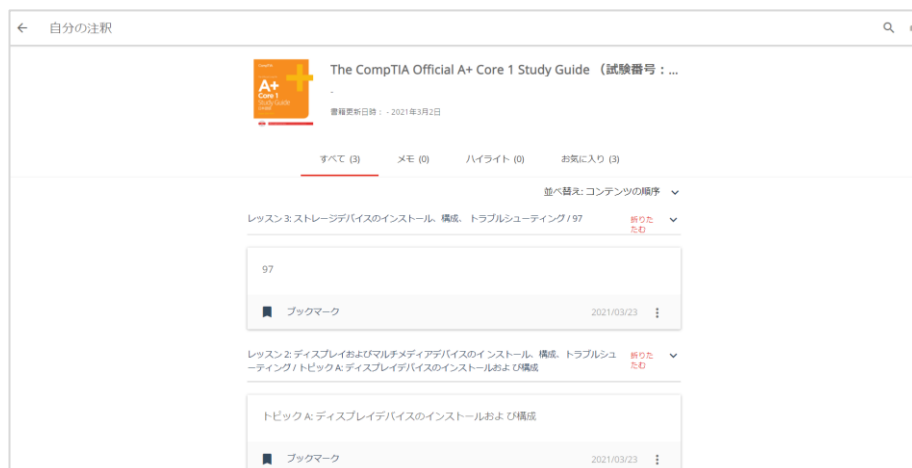 自分の注釈
CompTIA
A+
Core 1
Study Guide
The CompTIA Official A+ Core 1 Study Guide （試験番号：...
-
書籍更新日時： - 2021年3月2日
すべて (3) メモ (0) ハイライト (0) お気に入り (3)
並べ替え: コンテンツの順序
レッスン 3: ストレージデバイスのインストール、構成、トラブルシューティング / 97
折りた
たむ
97
ブックマーク 2021/03/23
レッスン 2: ディスプレイおよびマルチメディアデバイスのイ ンストール、構成、トラブルシュ
ーティング / トピック A: ディスプレイデバイスのインストールおよ び構成
折りた
たむ
トピック A: ディスプレイデバイスのインストールおよ び構成
ブックマーク 2021/03/23